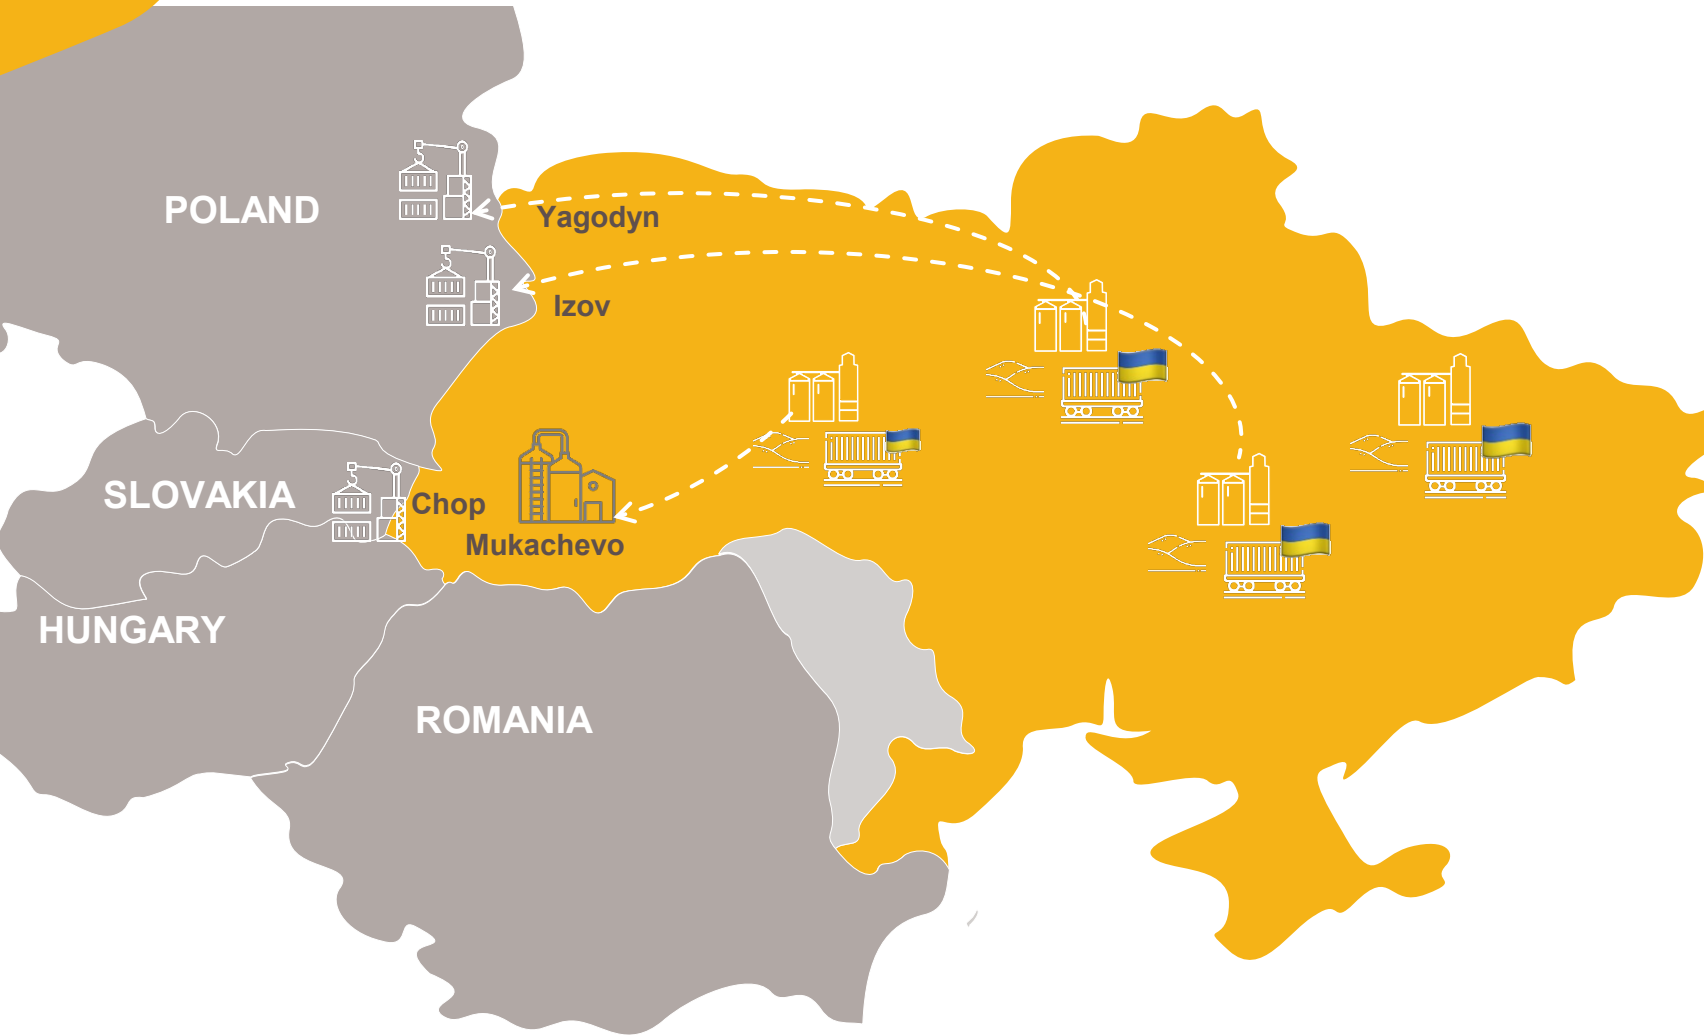 POLAND
Yagodyn
Izov
SLOVAKIA
Chop
Mukachevo
HUNGARY
ROMANIA